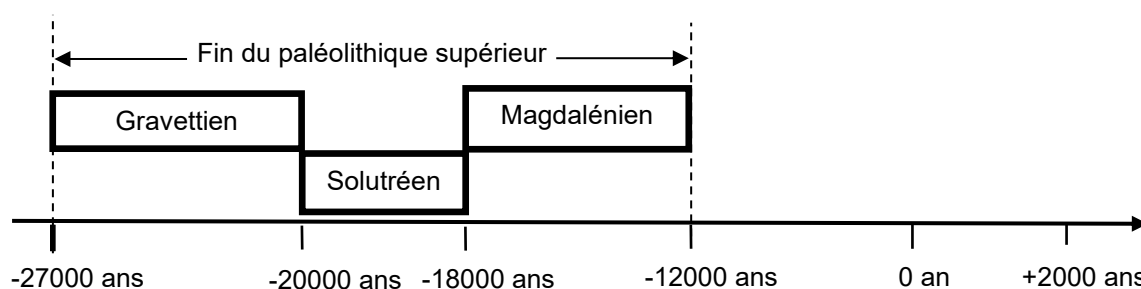 Fin du paléolithique supérieur
Gravettien
Magdalénien
Solutréen
-27000 ans
-20000 ans
-18000 ans
-12000 ans
0 an
+2000 ans